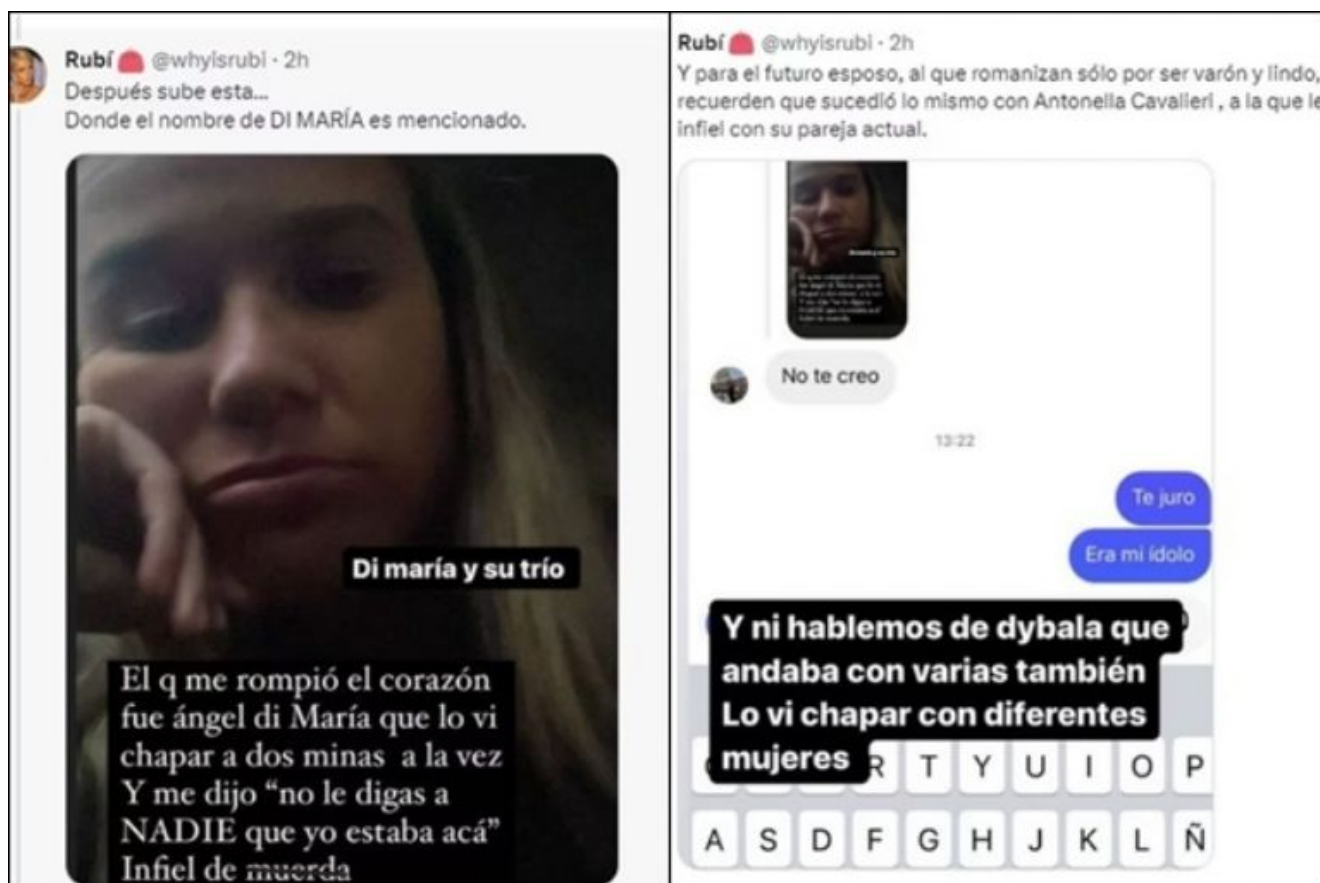 Rubí @whyisrubi · 2h
Después sube esta...
Donde el nombre de DI MARÍA es mencionado.
Di maría y su trío
El q me rompió el corazón
fue ángel di María que lo vi
chapar a dos minas a la vez
Y me dijo “no le digas a
NADIE que yo estaba acá”
Infiel de muerda
Rubí @whyisrubi · 2h
Y para el futuro esposo, al que romanizan sólo por ser varón y lindo,
recuerden que sucedió lo mismo con Antonella Cavalieri , a la que le
infiel con su pareja actual.
No te creo
13:22
Te juro
Era mi ídolo
Y ni hablemos de dybala que
andaba con varias también
Lo vi chapar con diferentes
mujeres
R T Y U I O P
A S D F G H J K L Ñ